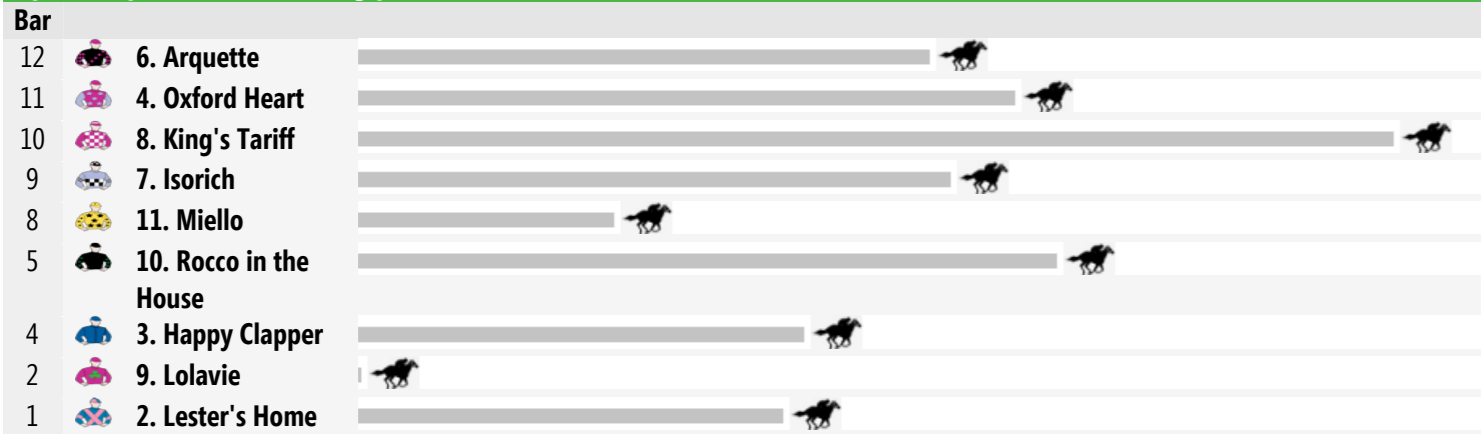 Bar
12 6. Arquette
11 4. Oxford Heart
10 8. King's Tariff
9 7. Isorich
8 11. Miello
5 10. Rocco in the
House
4 3. Happy Clapper
2 9. Lolavie
1 2. Lester's Home